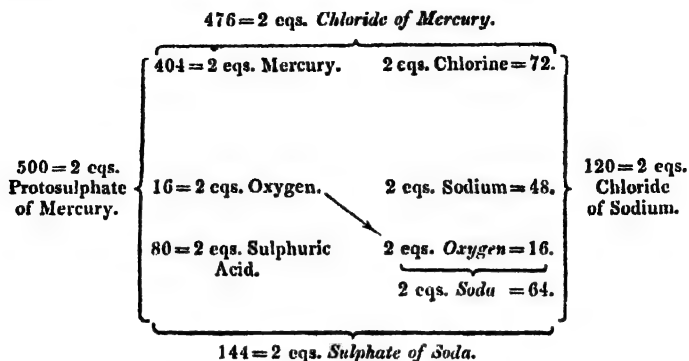 476=2 eqs. Chloride of Mercury.
404=2 eqs. Mercury. 2 eqs. Chlorine=72.
500=2 eqs.
Protosulphate
of Mercury.
16=2 eqs. Oxygen. 2 eqs. Sodium=48.
120=2 eqs.
Chloride
of Sodium.
80=2 eqs. Sulphuric
Acid.
2 eqs. Oxygen=16.
2 eqs. Soda =64.
144=2 eqs. Sulphate of Soda.